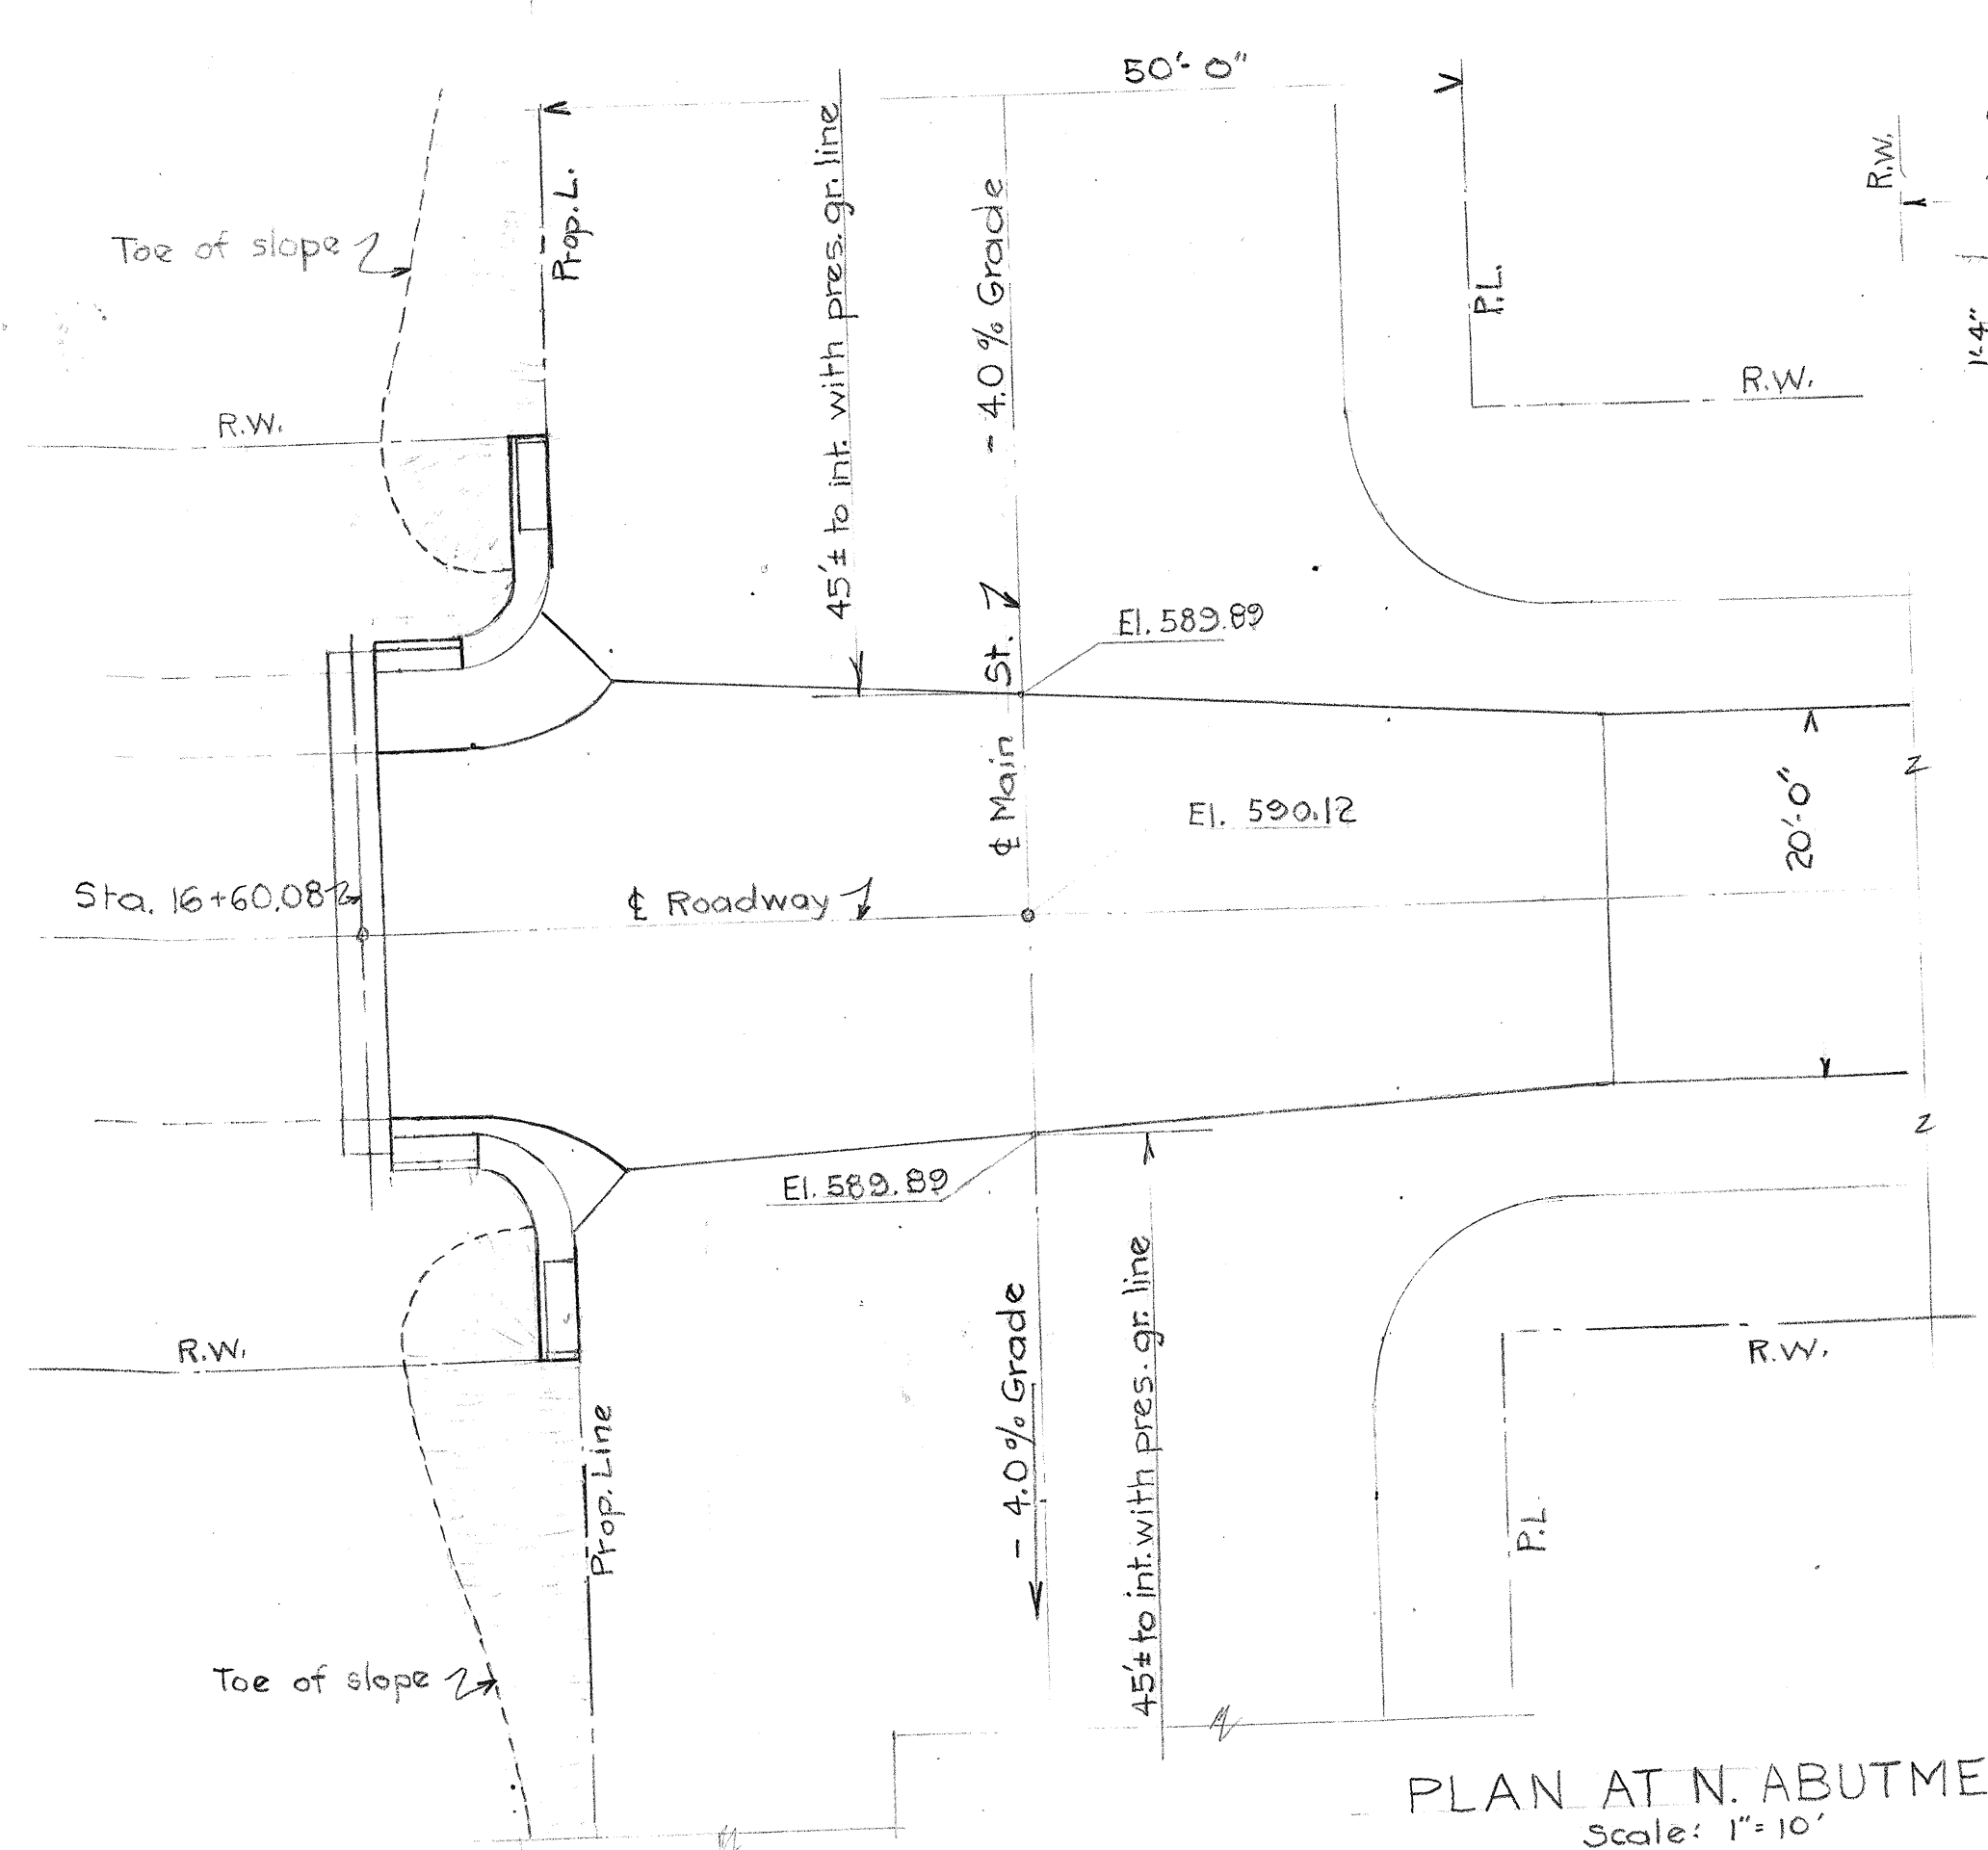 50'-0"
R.W.
Toe of slope
Prop. L.
45'± to int. with pres. gr. line
- 4.0 % Grade
P.L.
1'-4"
R.W.
R.W.
El. 589.89
℄ Main St.
El. 590.12
20'-0"
Sta. 16+60.08
℄ Roadway
El. 589.89
R.W.
- 4.0 % Grade
45'± to int. with pres. gr. line
R.W.
Prop. Line
P.L.
Toe of slope
PLAN AT N. ABUTME
Scale: 1"=10'